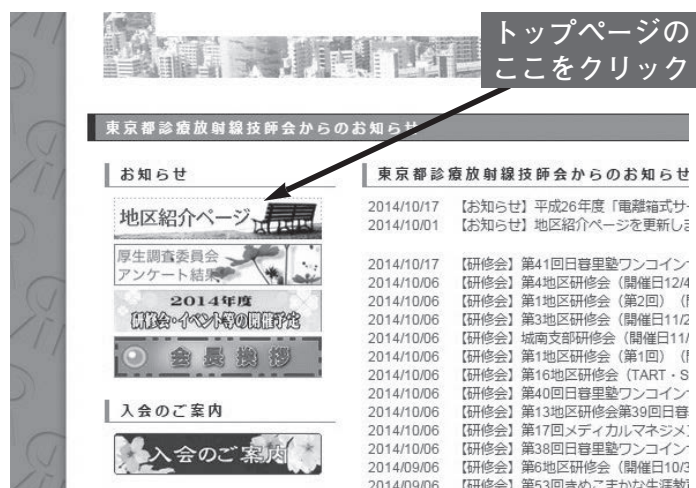 トップページの
ここをクリック
東京都診療放射線技師会からのお知らせ
お知らせ
地区紹介ページ
厚生調査委員会
アンケート結果
2014年度
研修会・イベント等の開催予定
会長挨拶
入会のご案内
入会のご案内
東京都診療放射線技師会からのお知らせ
2014/10/17 【お知らせ】平成26年度「電離箱式サー
2014/10/01 【お知らせ】地区紹介ページを更新しま
2014/10/17 【研修会】第41回日暮里塾ワンコイン
2014/10/06 【研修会】第4地区研修会（開催日12/4
2014/10/06 【研修会】第1地区研修会（第2回）（
2014/10/06 【研修会】第3地区研修会（開催日11/2
2014/10/06 【研修会】城南支部研修会（開催日11/
2014/10/06 【研修会】第1地区研修会（第1回）（
2014/10/06 【研修会】第16地区研修会（TART・S
2014/10/06 【研修会】第40回日暮里塾ワンコイン
2014/10/06 【研修会】第13地区研修会第39回日暮
2014/10/06 【研修会】第17回メディカルマネジメ
2014/10/06 【研修会】第38回日暮里塾ワンコイン
2014/09/06 【研修会】第6地区研修会（開催日10/3
2014/09/06 【研修会】第53回きめこまかな生涯教